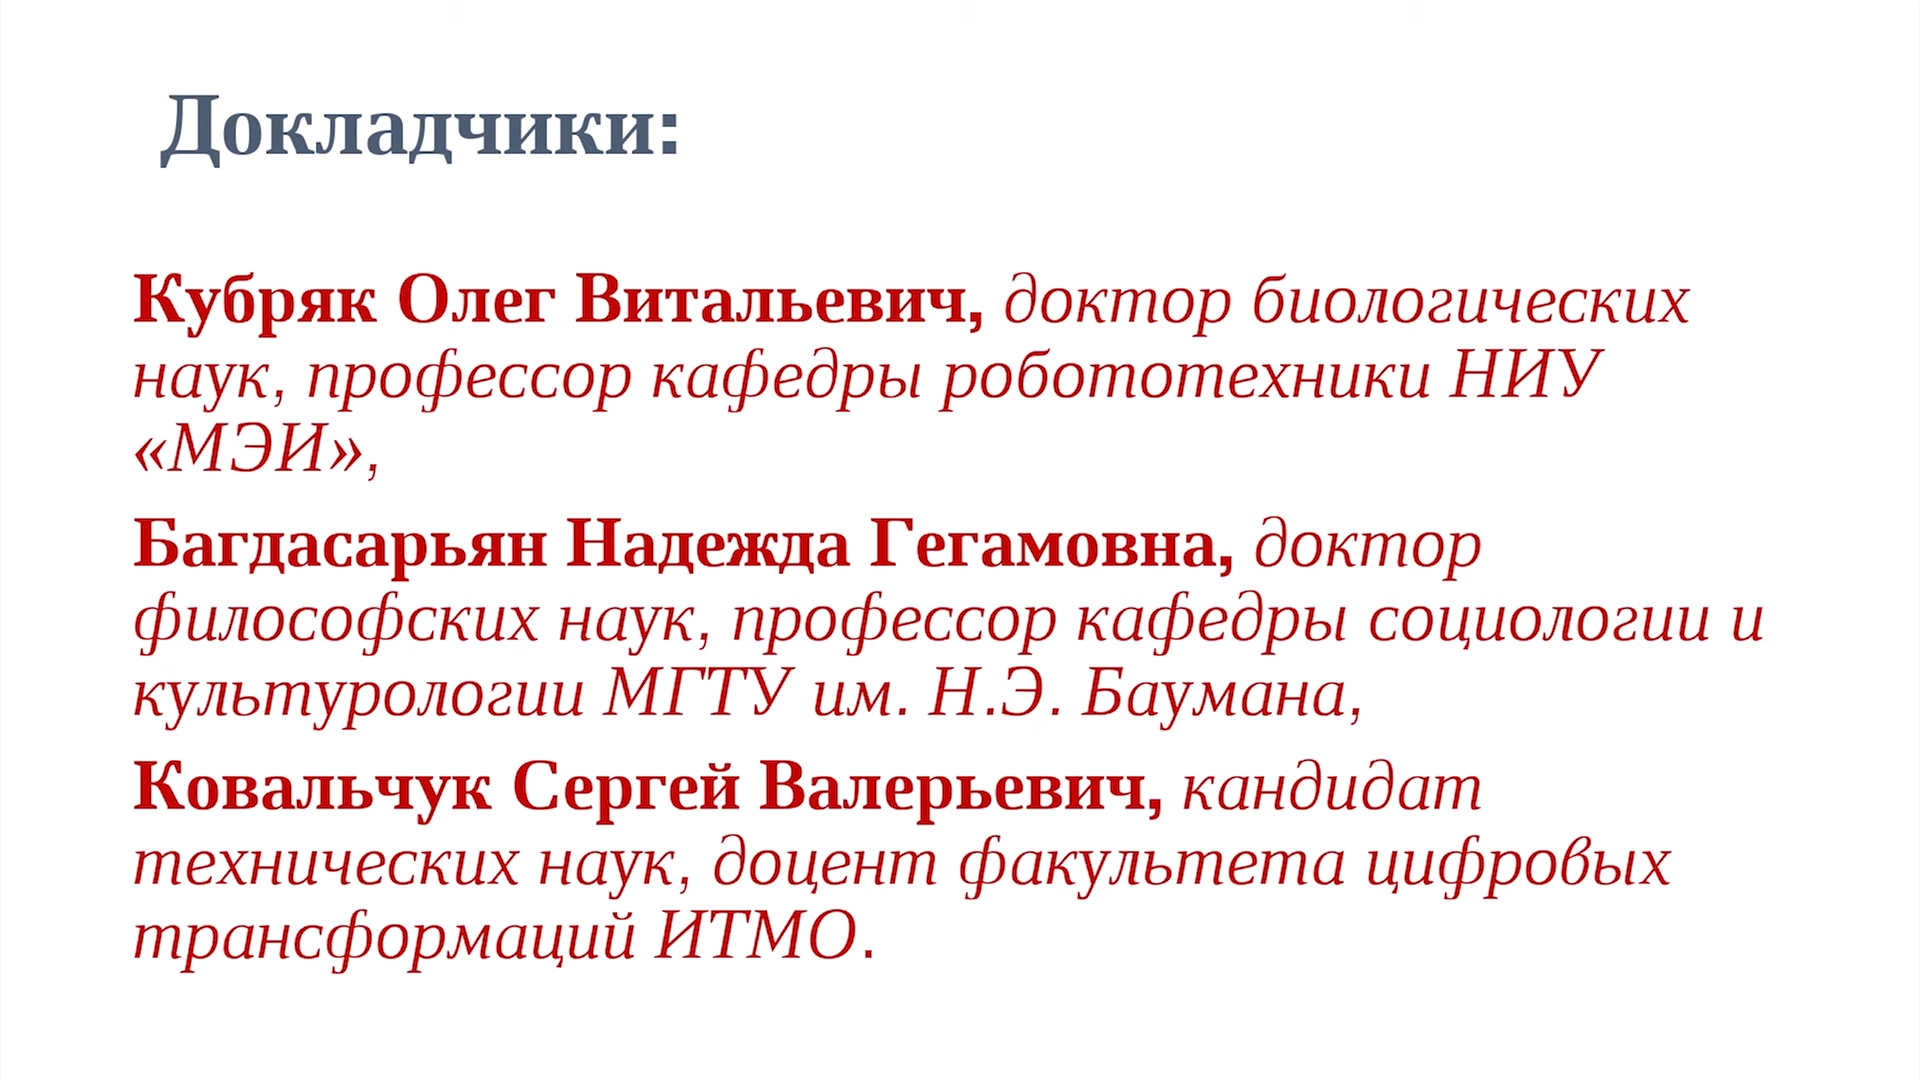 Докладчики:
Кубряк Олег Витальевич, доктор биологических
наук, профессор кафедры робототехники НИУ
«МЭИ»,
Багдасарьян Надежда Гегамовна, доктор
философских наук, профессор кафедры социологии и
культурологии МГТУ им. Н.Э. Баумана,
Ковальчук Сергей Валерьевич, кандидат
технических наук, доцент факультета цифровых
трансформаций ИТМО.